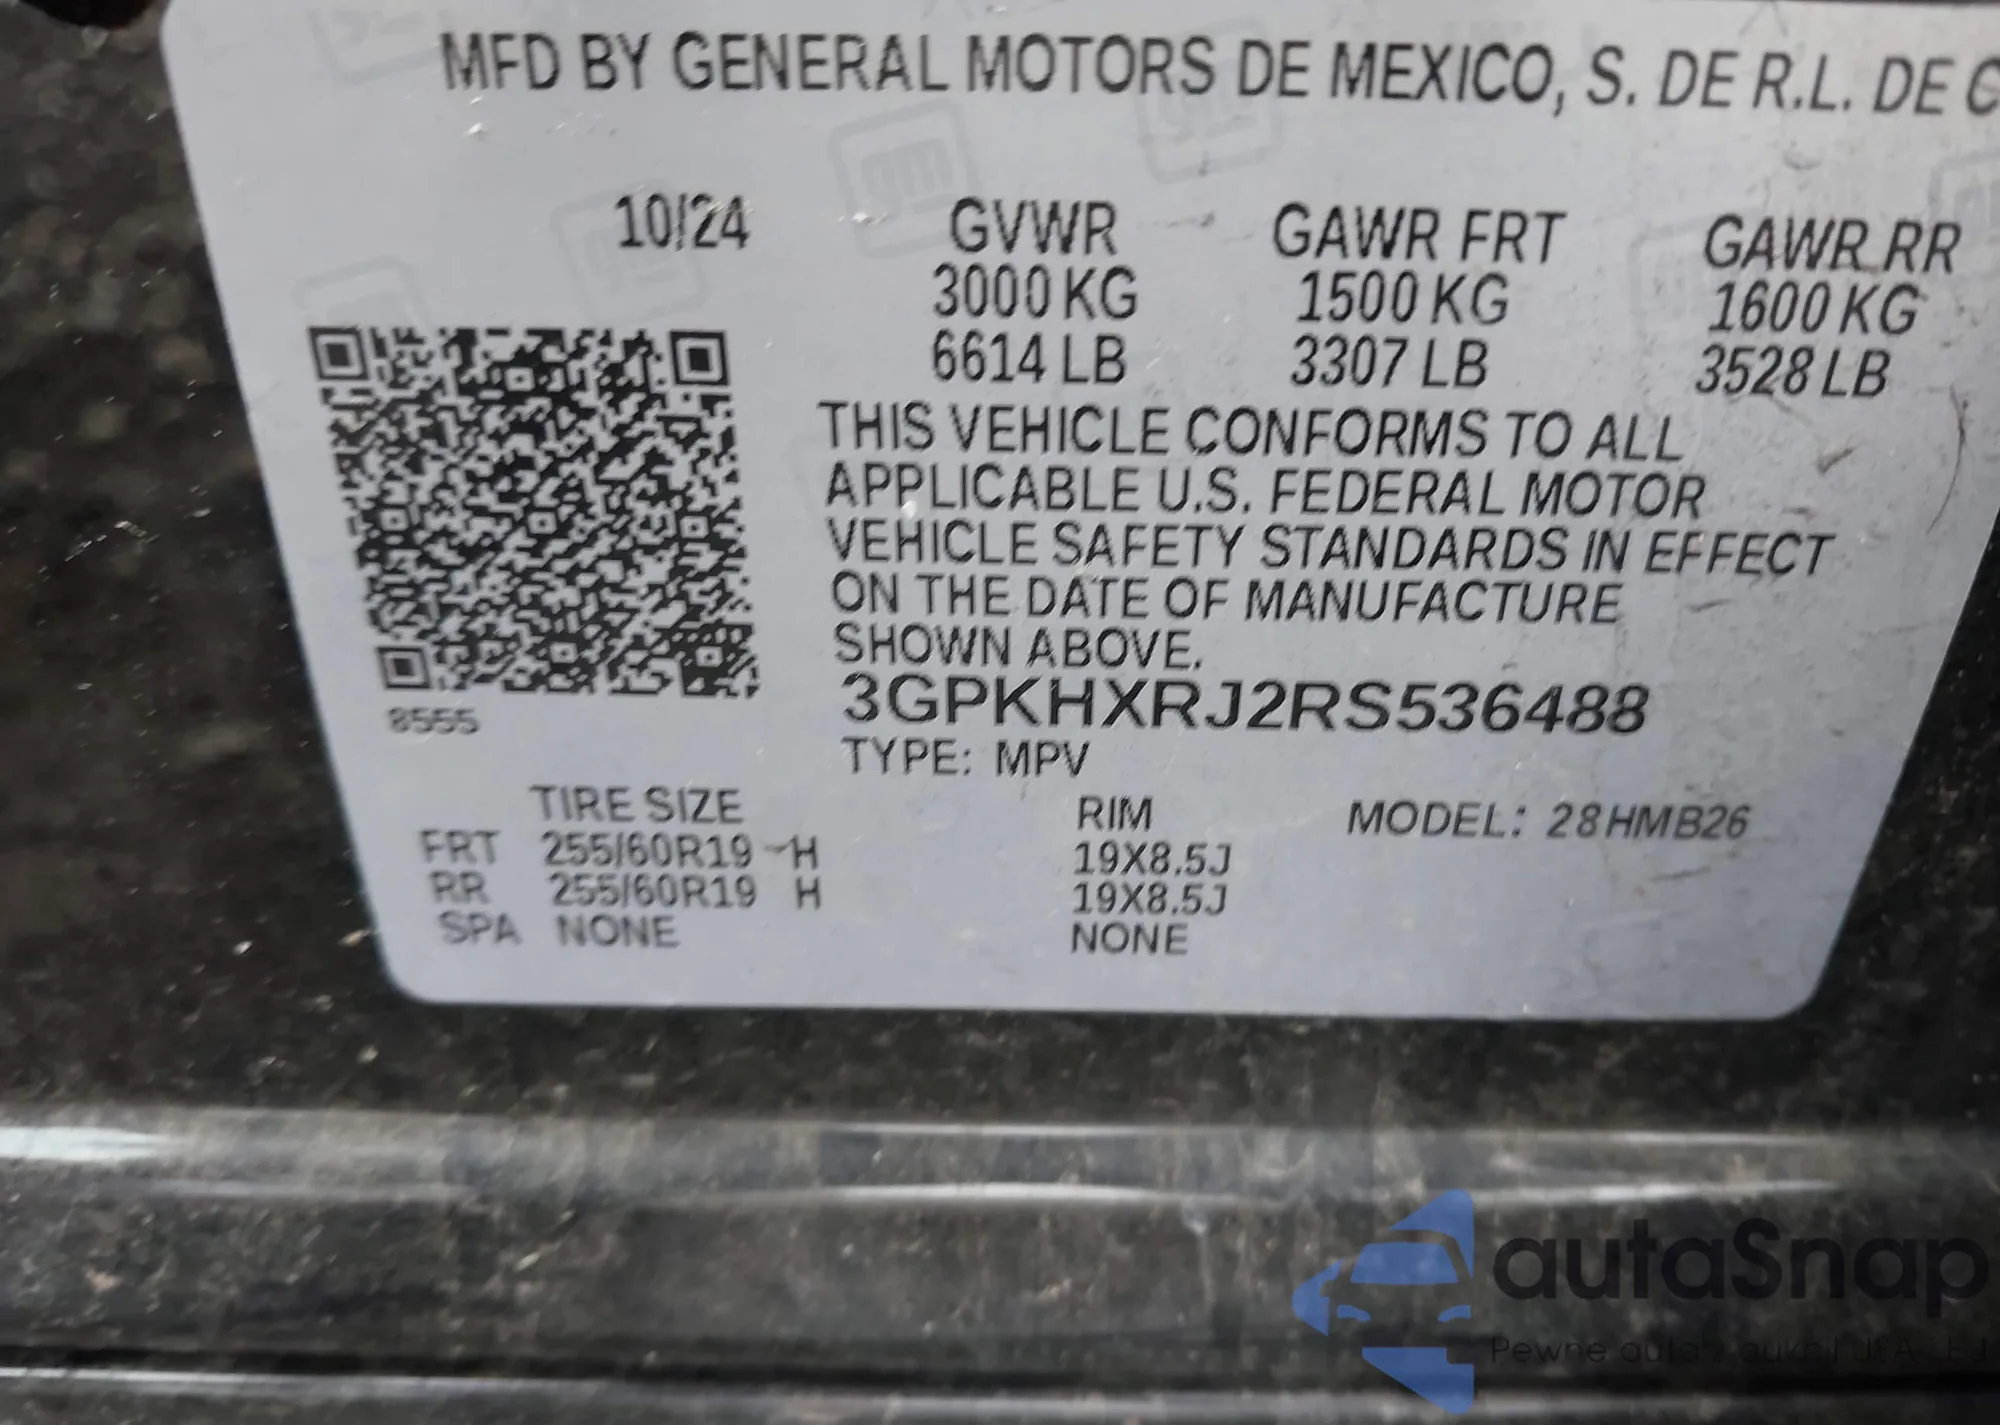 MFD BY GENERAL MOTORS DE MEXICO, S. DE R.L. DE C
10/24 GVWR GAWR FRT GAWR RR
3000 KG 1500 KG 1600 KG
6614 LB 3307 LB 3528 LB
THIS VEHICLE CONFORMS TO ALL
APPLICABLE U.S. FEDERAL MOTOR
VEHICLE SAFETY STANDARDS IN EFFECT
ON THE DATE OF MANUFACTURE
SHOWN ABOVE.
3GPKHXRJ2RS536488
8555
TYPE: MPV
TIRE SIZE RIM MODEL: 28HMB26
FRT 255/60R19 H 19X8.5J
RR 255/60R19 H 19X8.5J
SPA NONE NONE
autaSnap
Pewne auta